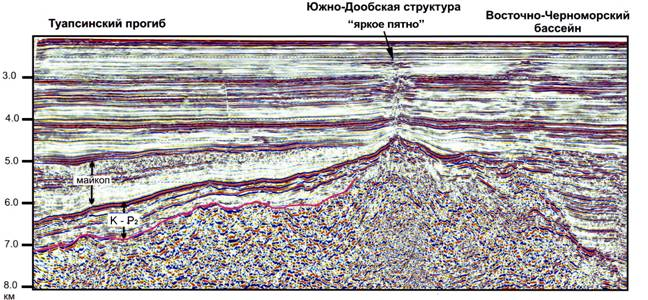 Туапсинский прогиб
Южно-Дообская структура
“яркое пятно”
Восточно-Черноморский
бассейн
3.0
4.0
5.0
майкоп
6.0
K - P₂
7.0
8.0
км